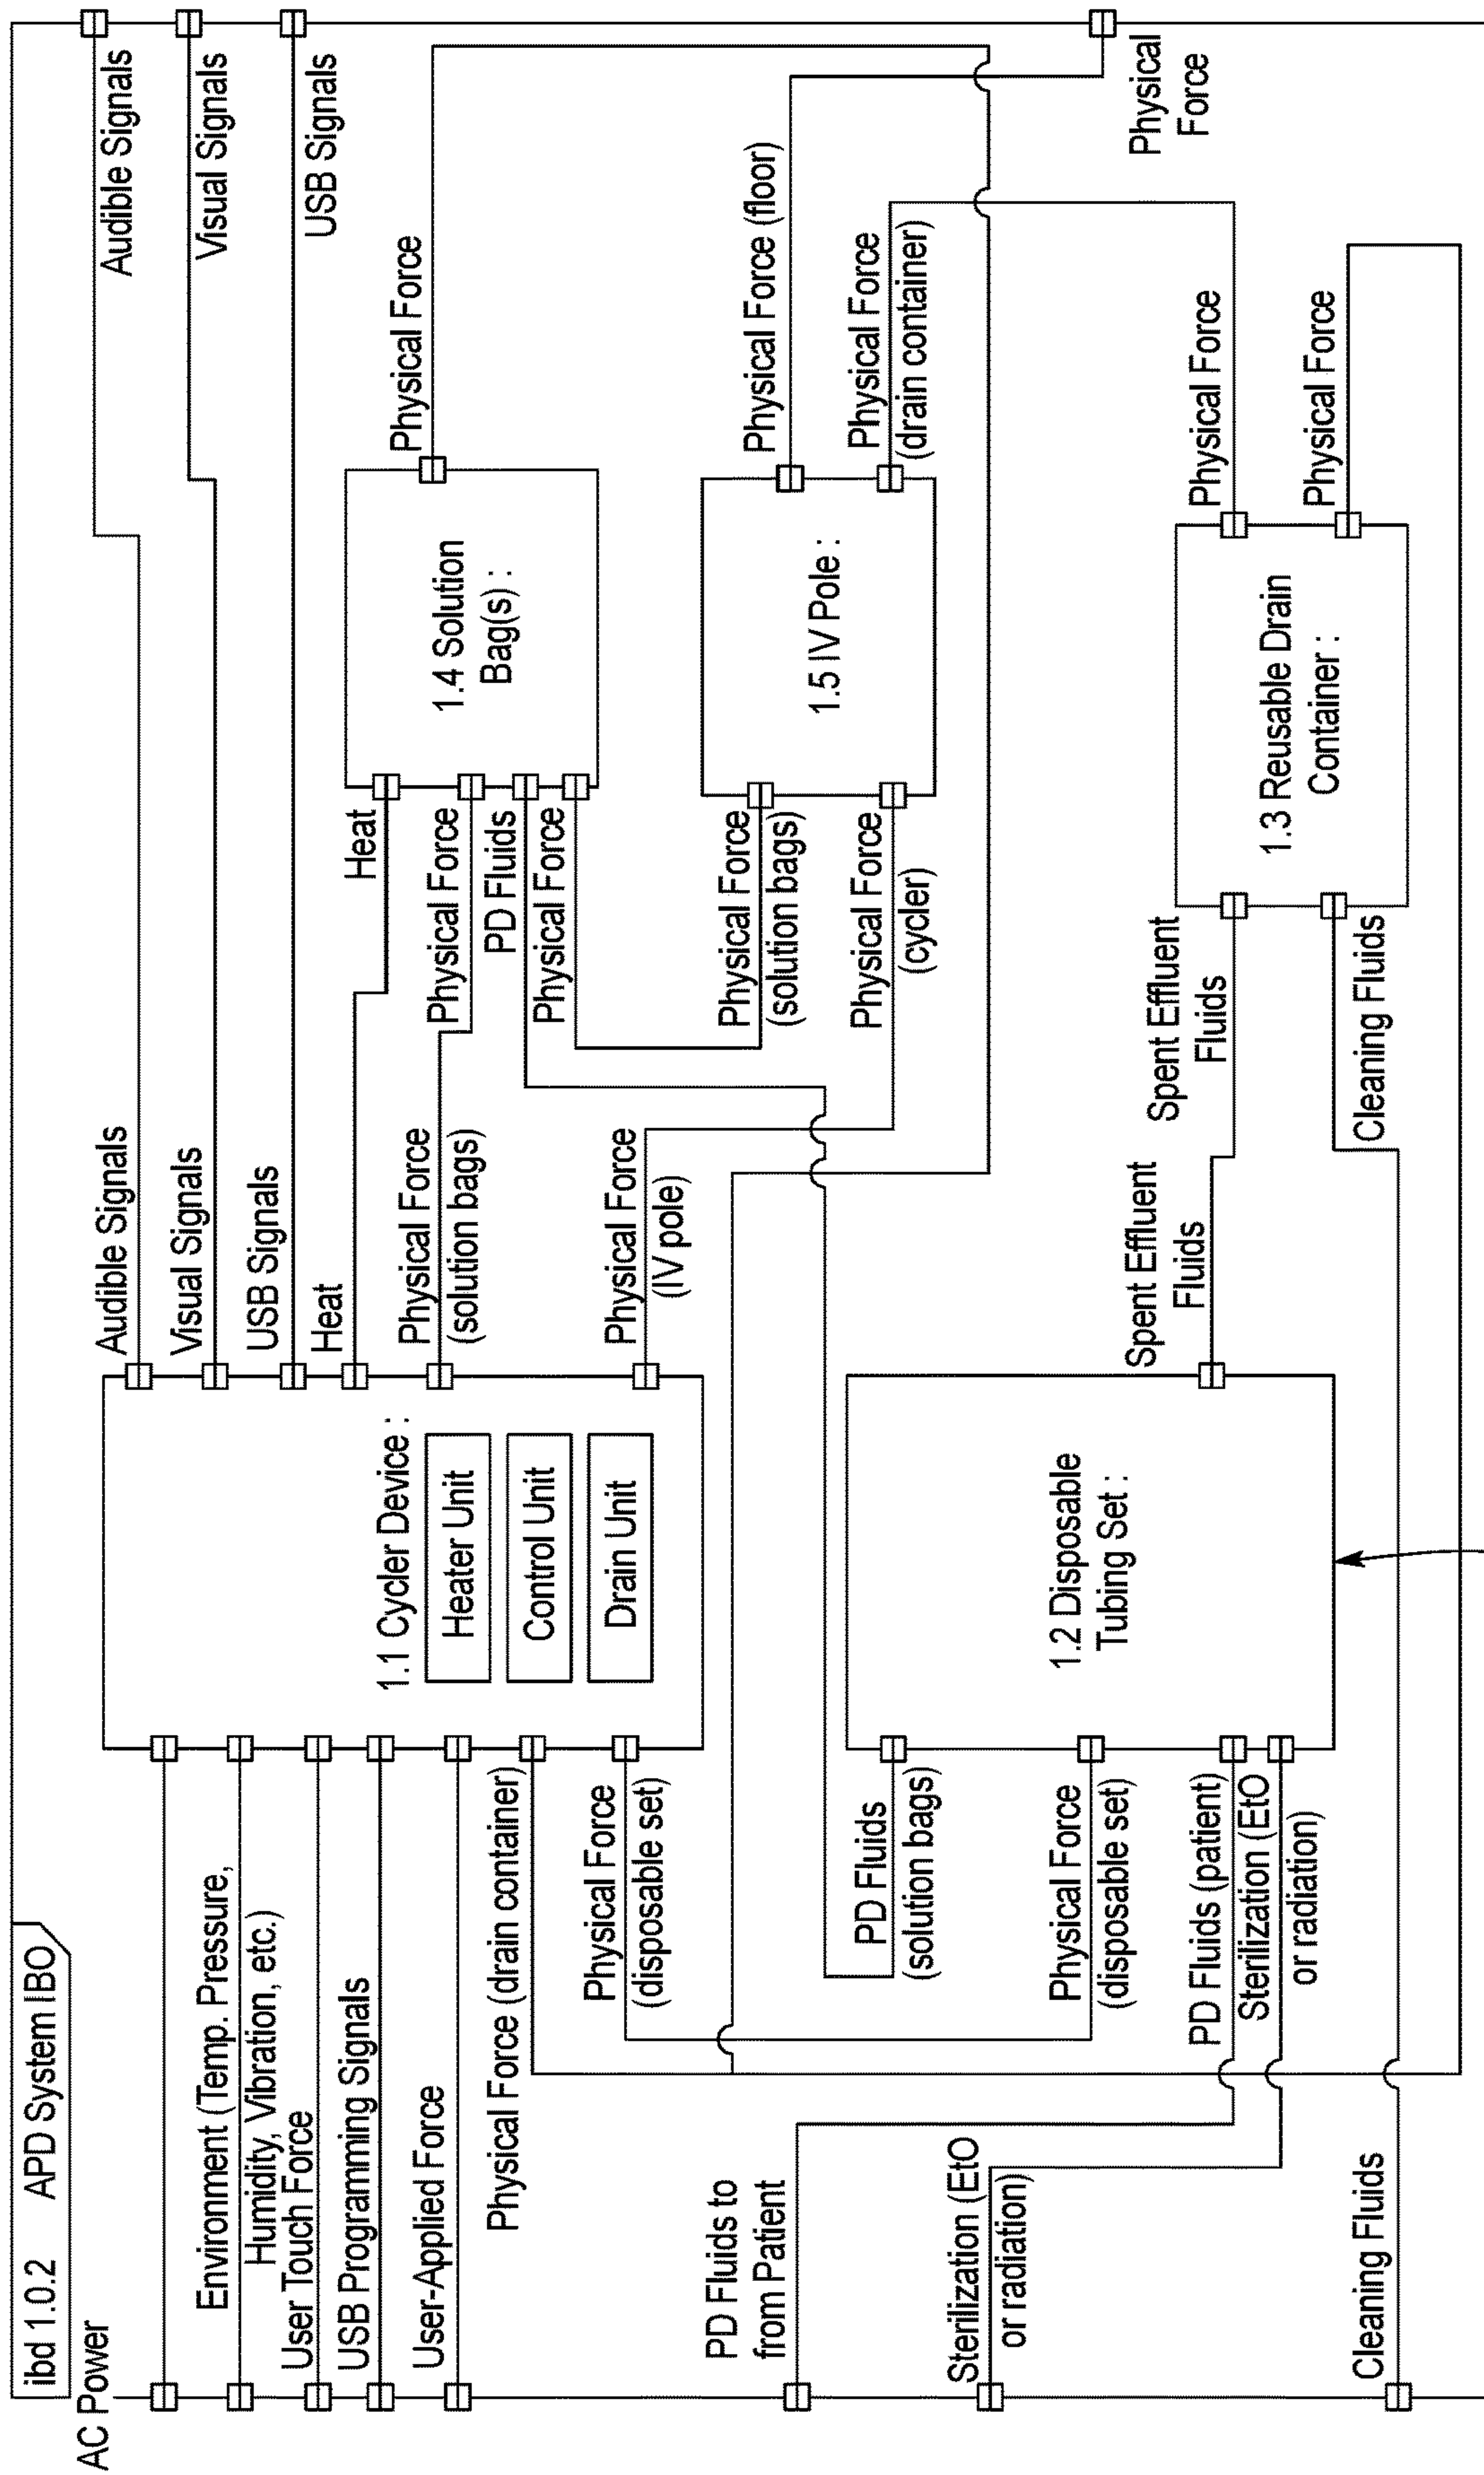 ibd 1.0.2 APD System IBO
AC Power
Environment (Temp. Pressure,
Humidity, Vibration, etc.)
User Touch Force
USB Programming Signals
User-Applied Force
Physical Force (drain container)
Physical Force
(disposable set)
1.1 Cycler Device :
Heater Unit
Control Unit
Drain Unit
Audible Signals
Visual Signals
USB Signals
Heat
Physical Force
(solution bags)
Physical Force
(IV pole)
Audible Signals
Visual Signals
USB Signals
Heat
Physical Force
PD Fluids
Physical Force
1.4 Solution
Bag(s) :
Physical Force
Physical Force
(solution bags)
Physical Force
(cycler)
1.5 IV Pole :
Physical Force (floor)
Physical Force
(drain container)
Physical
Force
PD Fluids to
from Patient
Sterilization (EtO
or radiation)
Cleaning Fluids
PD Fluids
(solution bags)
Physical Force
(disposable set)
PD Fluids (patient)
Sterilization (EtO
or radiation)
1.2 Disposable
Tubing Set :
Spent Effluent
Fluids
Spent Effluent
Fluids
Cleaning Fluids
1.3 Reusable Drain
Container :
Physical Force
Physical Force